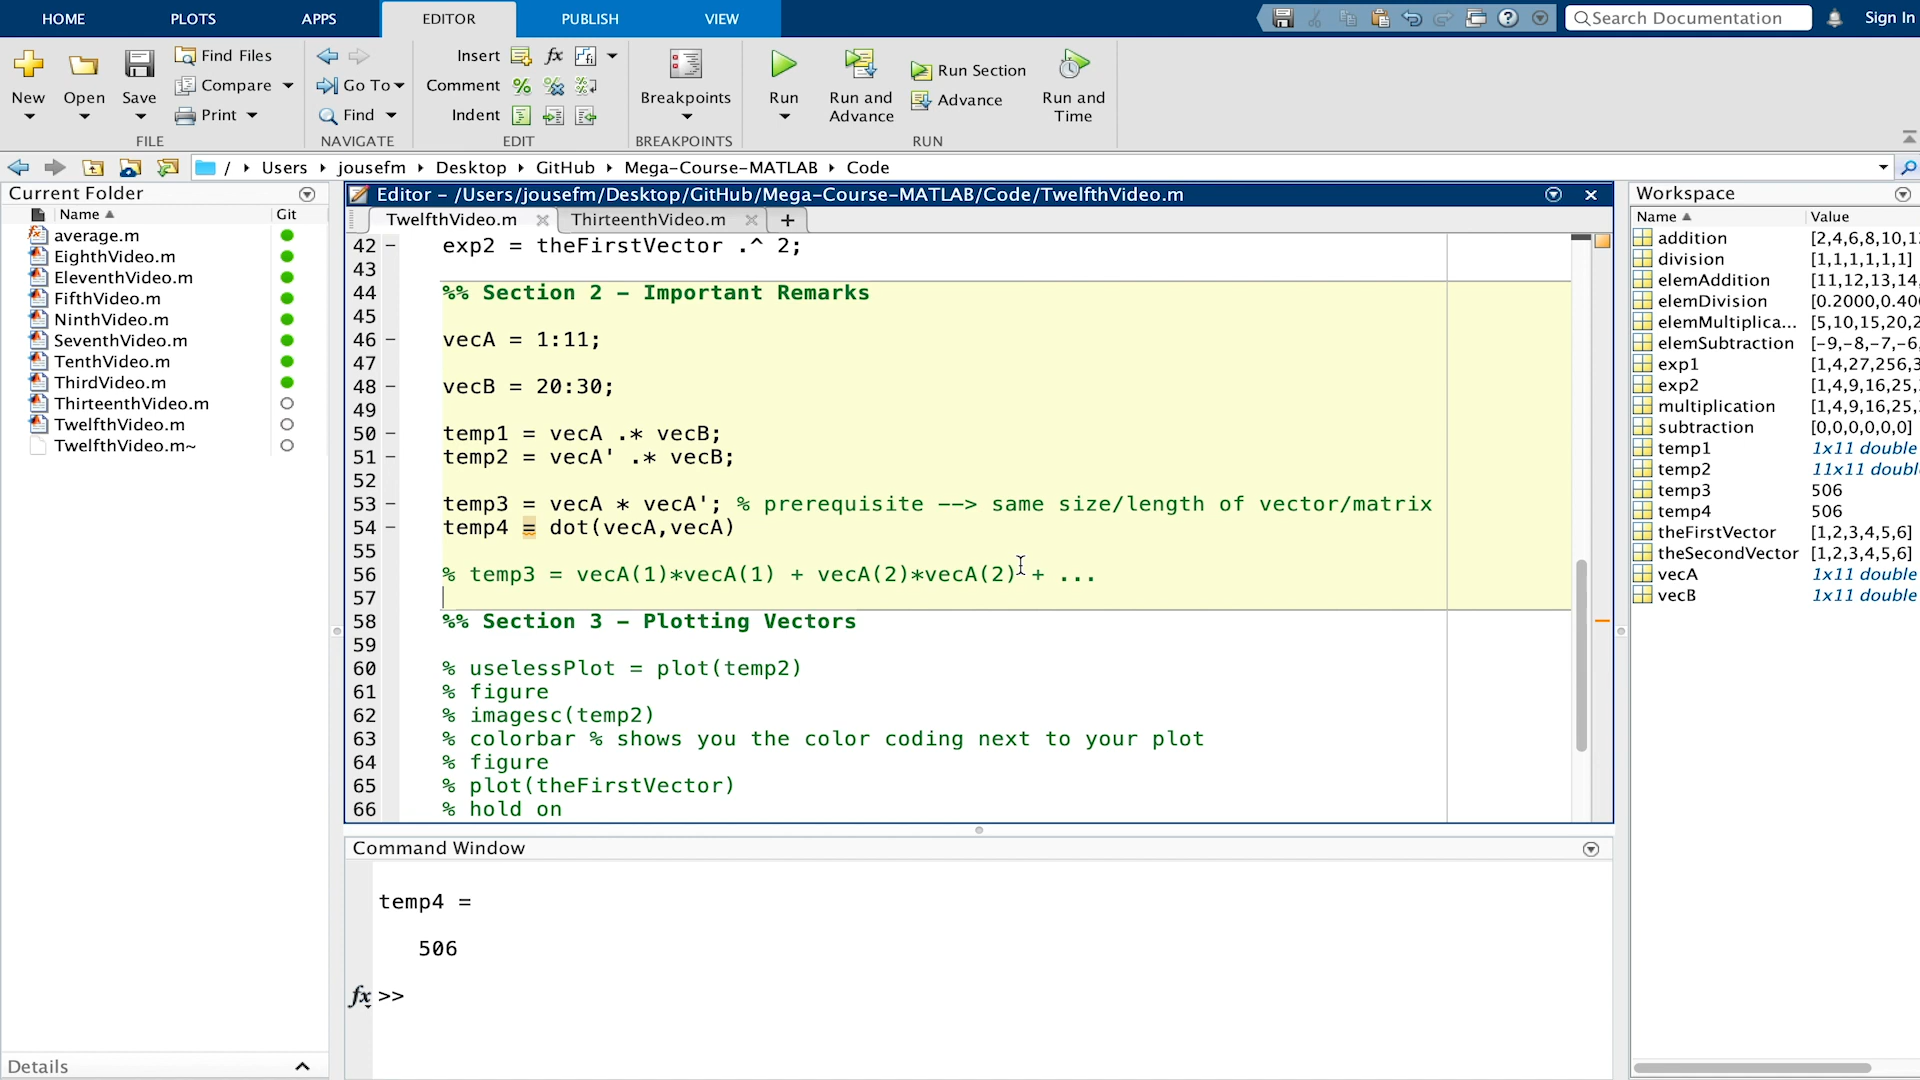 HOME PLOTS APPS EDITOR PUBLISH VIEW Search Documentation Sign In
New Open Save Find Files Compare Print
FILE
Go To Find
NAVIGATE
Insert fx
Comment % %
Indent
EDIT
Breakpoints
BREAKPOINTS
Run Run and Advance Run Section Advance Run and Time
RUN
/ Users jousefm Desktop GitHub Mega-Course-MATLAB Code
Current Folder
Name Git
average.m
EighthVideo.m
EleventhVideo.m
FifthVideo.m
NinthVideo.m
SeventhVideo.m
TenthVideo.m
ThirdVideo.m
ThirteenthVideo.m
TwelfthVideo.m
TwelfthVideo.m~
Details
Editor – /Users/jousefm/Desktop/GitHub/Mega-Course-MATLAB/Code/TwelfthVideo.m
TwelfthVideo.m ThirteenthVideo.m +
42 – exp2 = theFirstVector .^ 2;
43
44 %% Section 2 – Important Remarks
45
46 – vecA = 1:11;
47
48 – vecB = 20:30;
49
50 – temp1 = vecA .* vecB;
51 – temp2 = vecA' .* vecB;
52
53 – temp3 = vecA * vecA'; % prerequisite --> same size/length of vector/matrix
54 – temp4 = dot(vecA,vecA)
55
56 % temp3 = vecA(1)*vecA(1) + vecA(2)*vecA(2) + ...
57
58 %% Section 3 – Plotting Vectors
59
60 % uselessPlot = plot(temp2)
61 % figure
62 % imagesc(temp2)
63 % colorbar % shows you the color coding next to your plot
64 % figure
65 % plot(theFirstVector)
66 % hold on
Command Window
temp4 =
506
fx >>
Workspace
Name Value
addition [2,4,6,8,10,1
division [1,1,1,1,1,1]
elemAddition [11,12,13,14,
elemDivision [0.2000,0.40
elemMultiplica... [5,10,15,20,2
elemSubtraction [-9,-8,-7,-6,
exp1 [1,4,27,256,3
exp2 [1,4,9,16,25,
multiplication [1,4,9,16,25,
subtraction [0,0,0,0,0,0]
temp1 1x11 double
temp2 11x11 doubl
temp3 506
temp4 506
theFirstVector [1,2,3,4,5,6]
theSecondVector [1,2,3,4,5,6]
vecA 1x11 double
vecB 1x11 double